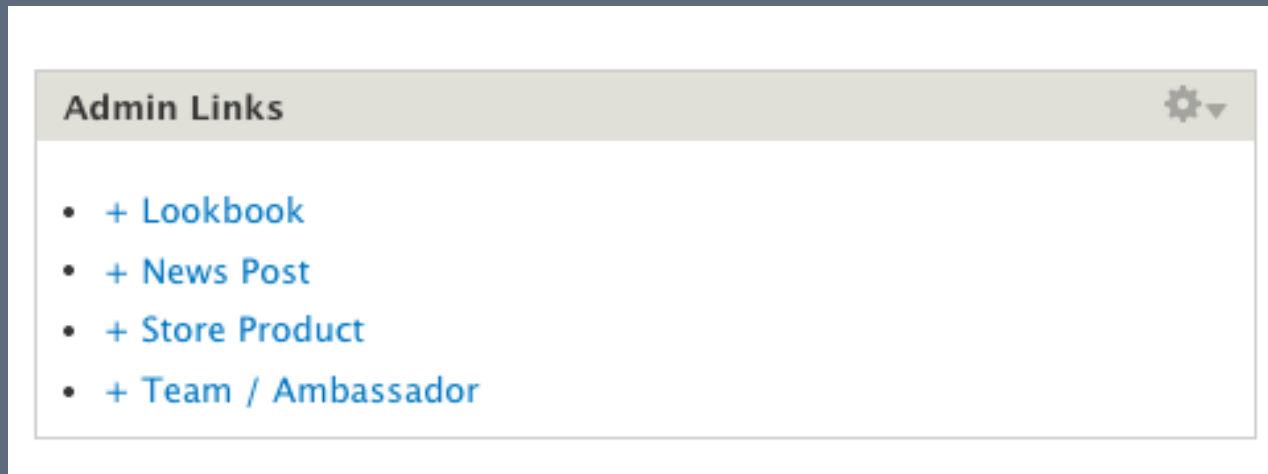 Admin Links
+ Lookbook
+ News Post
+ Store Product
+ Team / Ambassador